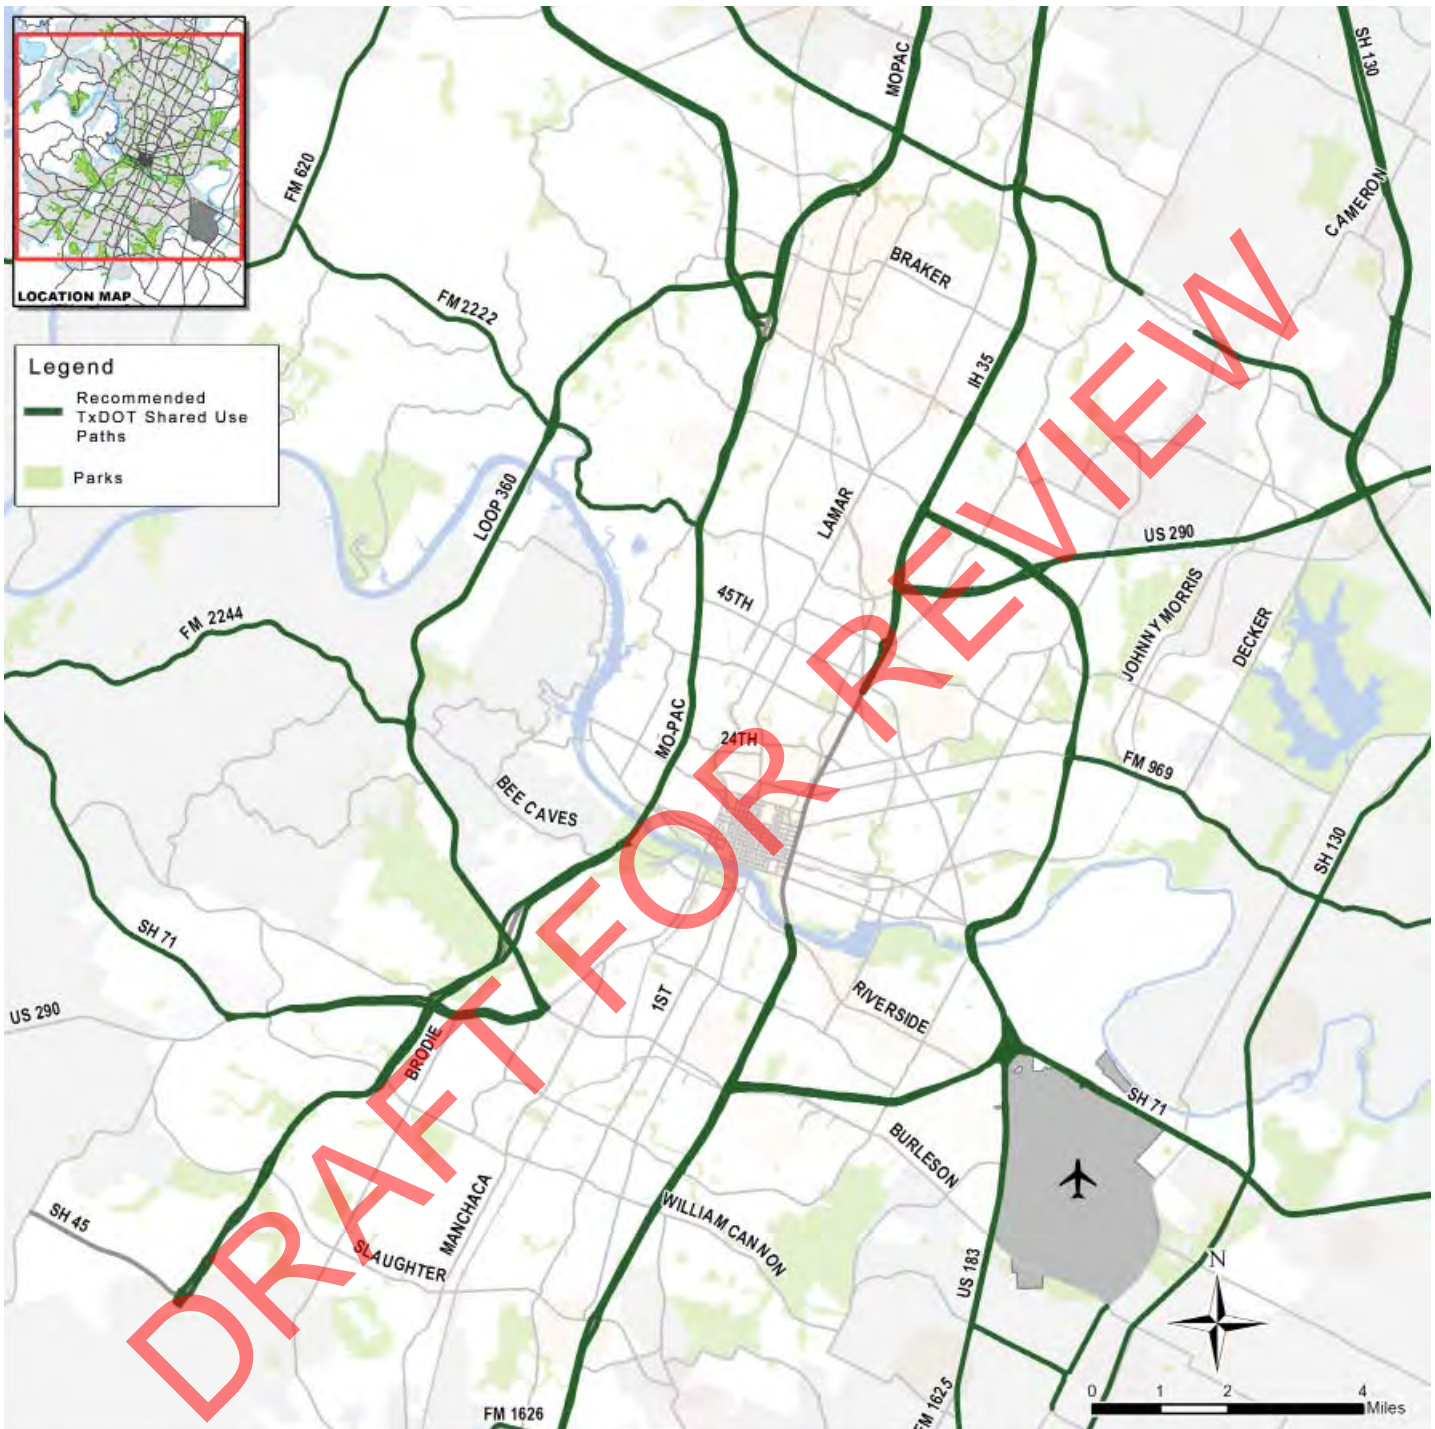 LOCATION MAP
Legend
Recommended
TxDOT Shared Use
Paths
Parks
FM 620
MOPAC
SH 130
CAMERON
BRAKER
FM 2222
IH 35
LOOP 360
LAMAR
US 290
45TH
JOHNNY MORRIS
DECKER
FM 2244
MO-PAC
24TH
FM 969
BEE CAVES
SH 130
SH 71
US 290
1ST
RIVERSIDE
BRODIE
SH 71
BURLESON
MANCHACA
WILLIAM CANNON
SH 45
SLAUGHTER
US 183
N
FM 1626
FM 1625
0 1 2 4
Miles
DRAFT FOR REVIEW